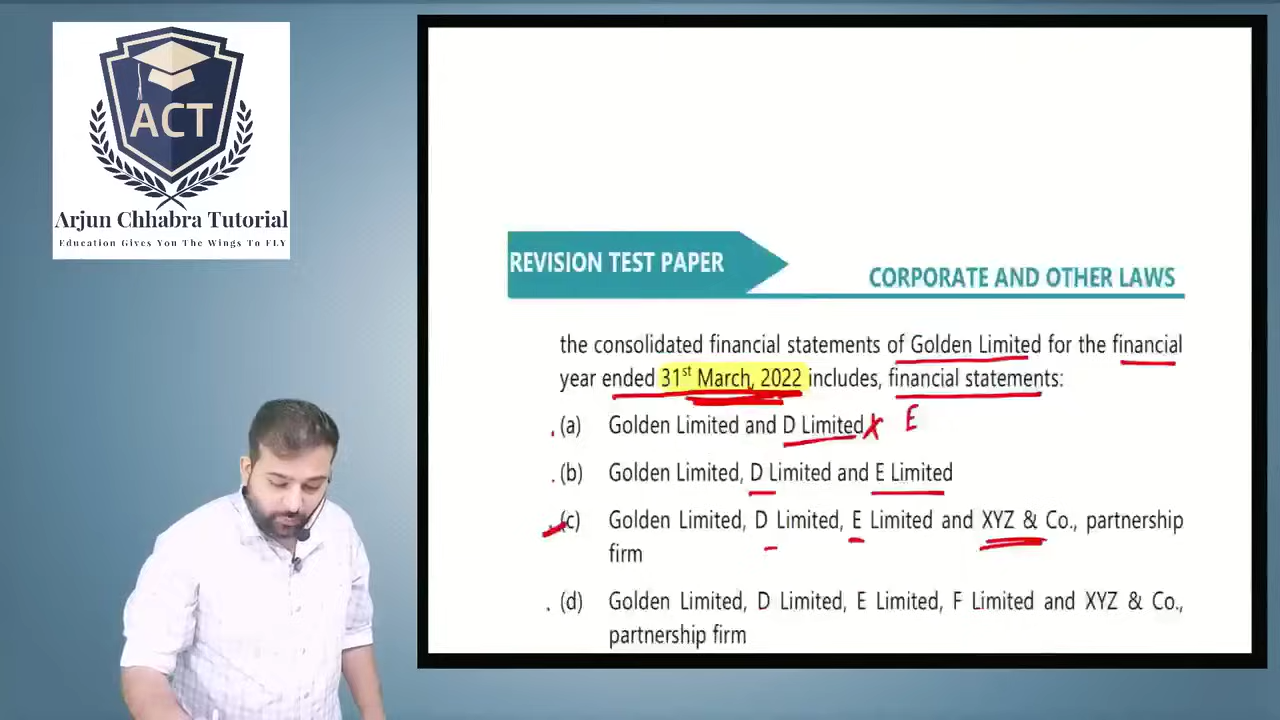 ACT
Arjun Chhabra Tutorial
Education Gives You The Wings To FLY
REVISION TEST PAPER
CORPORATE AND OTHER LAWS
the consolidated financial statements of Golden Limited for the financial
year ended 31st March, 2022 includes, financial statements:
(a) Golden Limited and D Limited E
(b) Golden Limited, D Limited and E Limited
(c) Golden Limited, D Limited, E Limited and XYZ & Co., partnership
firm
(d) Golden Limited, D Limited, E Limited, F Limited and XYZ & Co.,
partnership firm